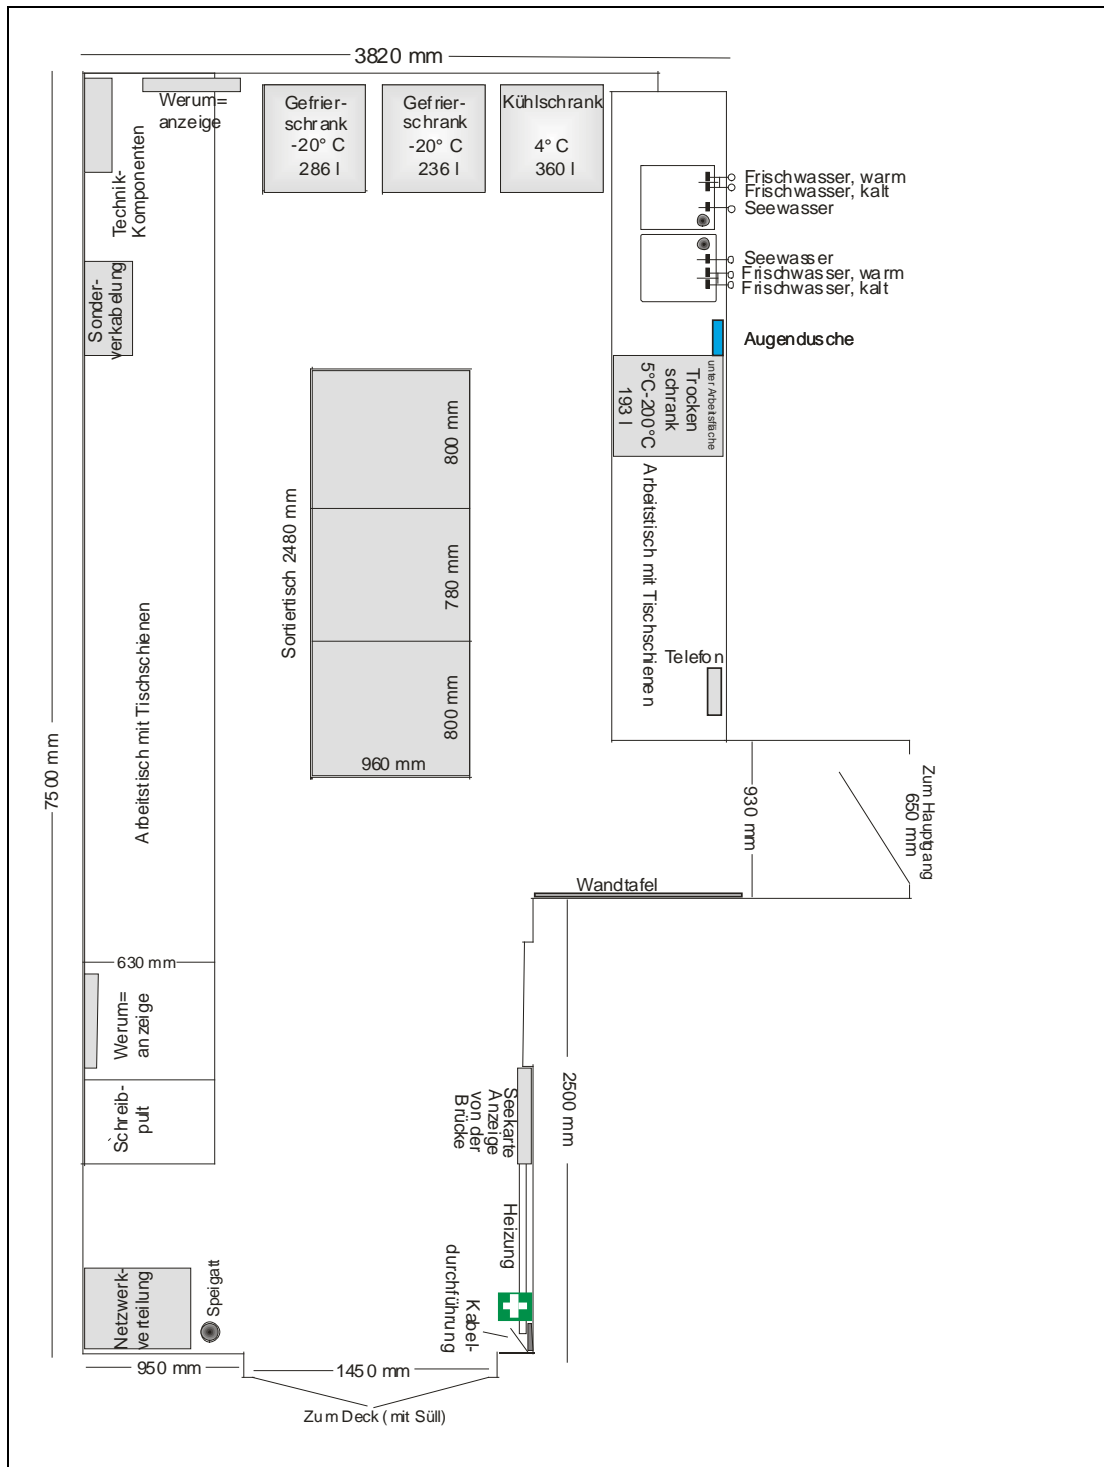 3820 mm
Werum=
anzeige
Gefrier-
schrank
-20° C
286 l
Gefrier-
schrank
-20° C
236 l
Kühlschrank
4° C
360 l
Technik-
Komponenten
Frischwasser, warm
Frischwasser, kalt
Seewasser
Seewasser
Frischwasser, warm
Frischwasser, kalt
Sonder-
verkabelung
Augendusche
unter Arbeitsfläche
Trocken
schrank
5°C-200°C
193 l
Sortiertisch 2480 mm
800 mm
780 mm
800 mm
960 mm
Arbeitstisch mit Tischschienen
Telefon
Arbeitstisch mit Tischschienen
7500 mm
930 mm
Zum Hauptgang
650 mm
Wandtafel
630 mm
Werum=
anzeige
Schreib-
pult
Seekarte
Anzeige
von der
Brücke
2500 mm
Heizung
Kabel-
durchführung
Netzwerk-
verteilung
Speigatt
950 mm
1450 mm
Zum Deck (mit Süll)